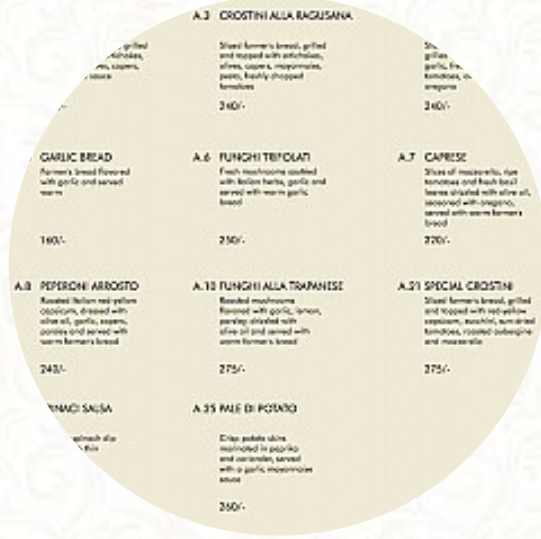 A.3 CROSTINI ALLA RAGUSANA
grilled
Sliced farmer's bread, grilled
and topped with artichokes,
capers,
olives, capers, mayonnaise,
sauce
pesto, freshly chopped
tomatoes
oregano
240/-
240/-
GARLIC BREAD
Farmer's bread flavored
with garlic and served
warm
160/-
A.6 FUNGHI TRIFOLATI
Fresh mushrooms sautéed
with Italian herbs, garlic and
served with warm garlic
bread
250/-
A.7 CAPRESE
Slices of mozzarella, ripe
tomatoes and fresh basil
leaves drizzled with olive oil,
seasoned with oregano,
served with warm farmer's
bread
270/-
PEPERONI ARROSTO
Roasted Italian red-yellow
capsicum, dressed with
olive oil, garlic, capers,
parsley and served with
warm farmer's bread
240/-
FUNGHI ALLA TRAPANESE
Roasted mushrooms
flavored with garlic, lemon,
parsley, drizzled with
olive oil and served with
warm farmer's bread
275/-
A.21 SPECIAL CROSTINI
Sliced farmer's bread, grilled
and topped with red-yellow
capsicum, zucchini, sun dried
tomatoes, roasted aubergine
and mozzarella
275/-
SALSA
spinach dip
thin
A.25 PALE DI POTATO
Crisp potato skins
marinated in paprika
and coriander, served
with a garlic mayonnaise
sauce
260/-